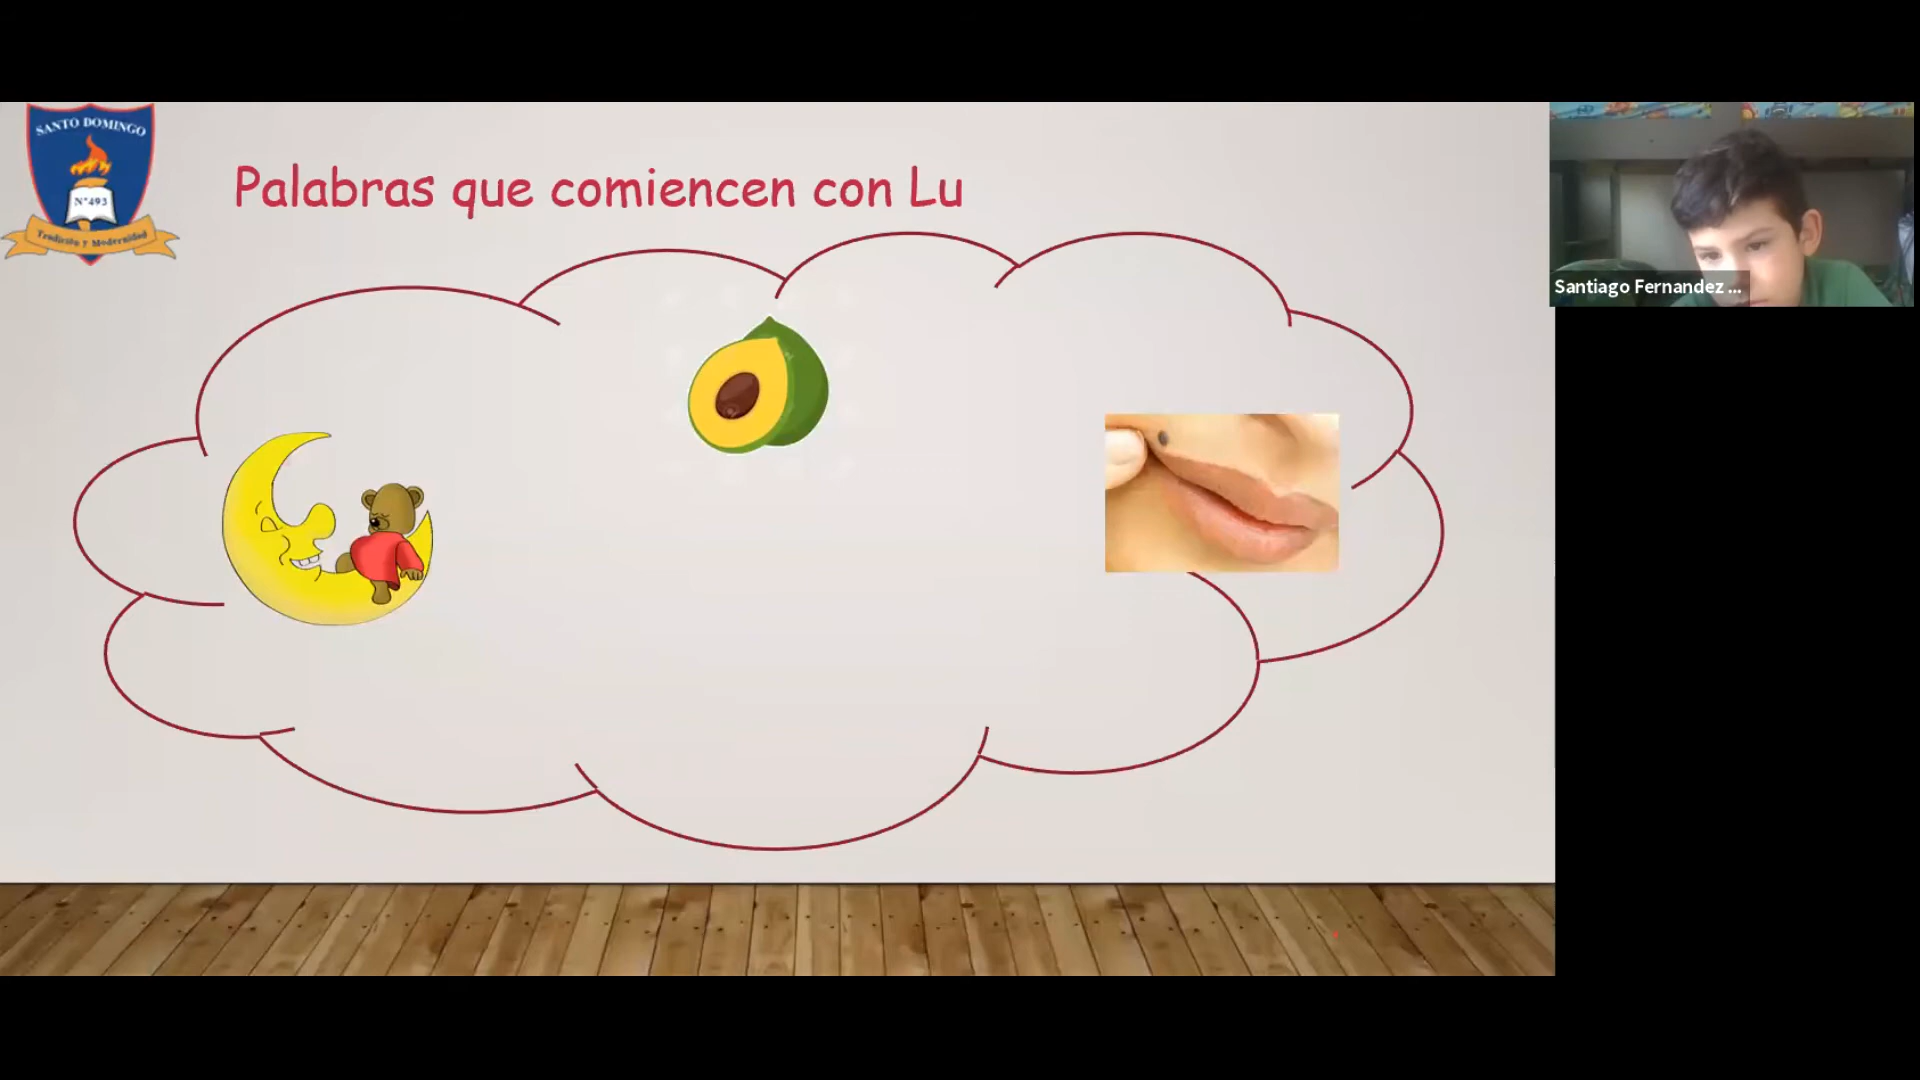 SANTO DOMINGO
N°493
Tradición y Modernidad
Palabras que comiencen con Lu
Santiago Fernandez ...